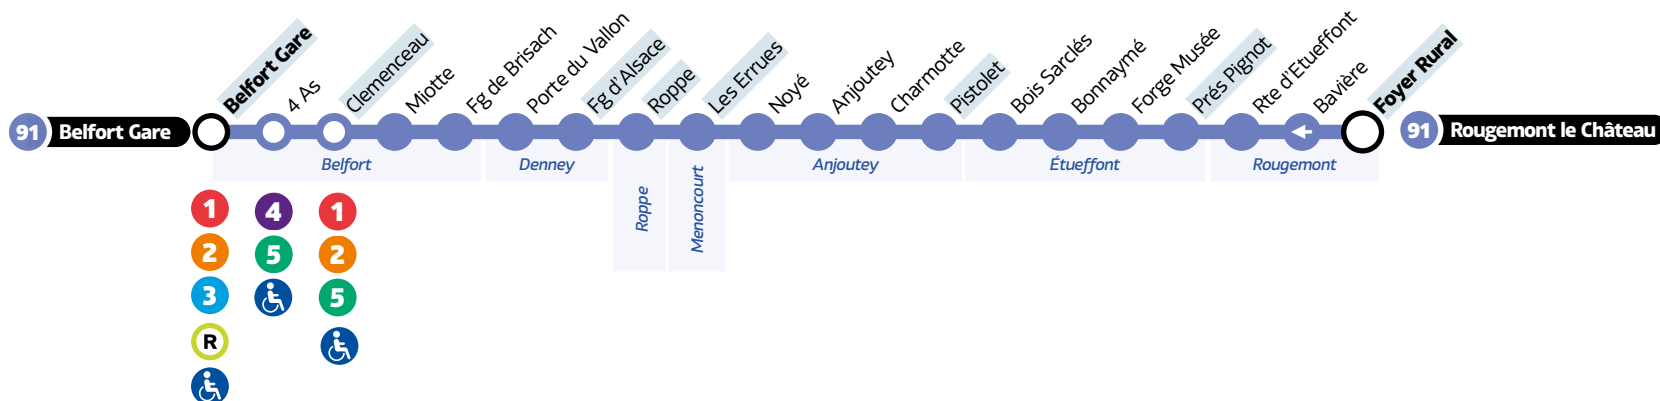 Belfort Gare
4 As
Clemenceau
Miotte
Fg de Brisach
Porte du Vallon
Fg d'Alsace
Roppe
Les Errues
Noyé
Anjoutey
Charmotte
Pistolet
Bois Sarclés
Bonnaymé
Forge Musée
Prés Pignot
Rte d'Etueffont
Bavière
Foyer Rural
91 Belfort Gare
91 Rougemont le Château
Belfort
Denney
Roppe
Menoncourt
Anjoutey
Étueffont
Rougemont
1 4 1
2 5 2
3 5
R